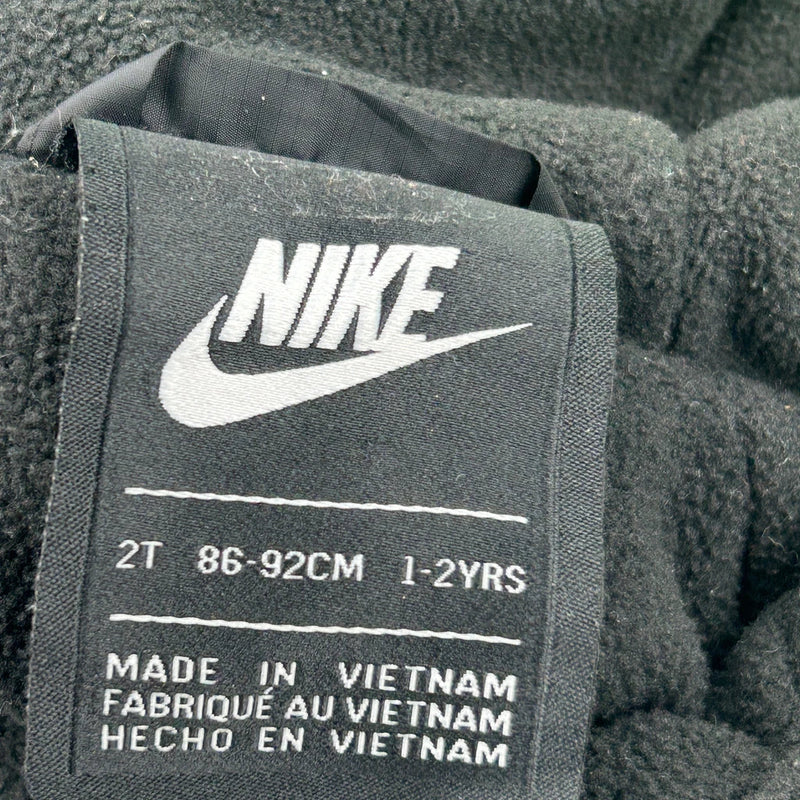 NIKE
2T 86-92CM 1-2YRS
MADE IN VIETNAM
FABRIQUÉ AU VIETNAM
HECHO EN VIETNAM